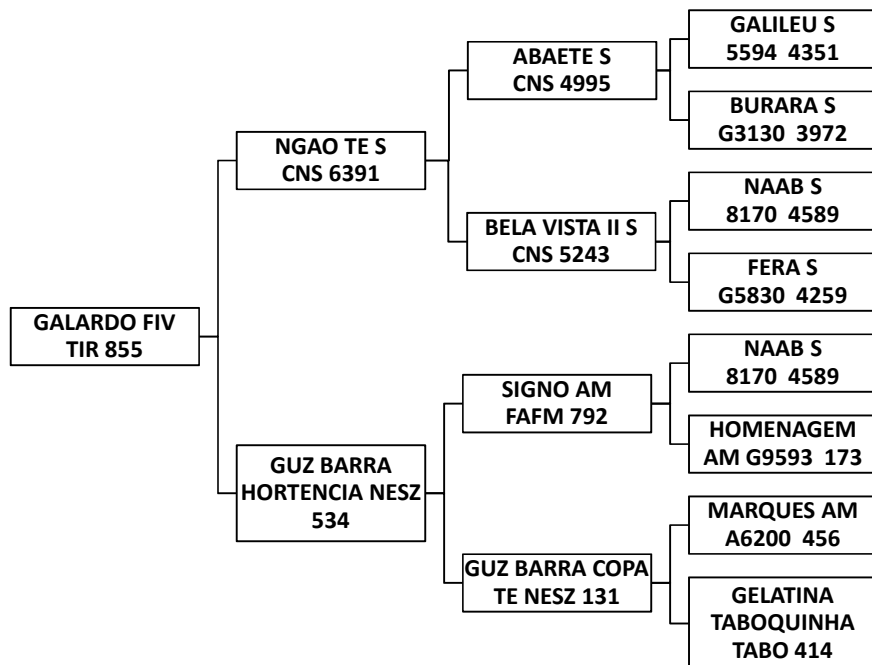 GALILEU S
5594 4351
ABAETE S
CNS 4995
BURARA S
G3130 3972
NGAO TE S
CNS 6391
NAAB S
8170 4589
BELA VISTA II S
CNS 5243
FERA S
G5830 4259
GALARDO FIV
TIR 855
NAAB S
8170 4589
SIGNO AM
FAFM 792
HOMENAGEM
AM G9593 173
GUZ BARRA
HORTENCIA NESZ
534
MARQUES AM
A6200 456
GUZ BARRA COPA
TE NESZ 131
GELATINA
TABOQUINHA
TABO 414